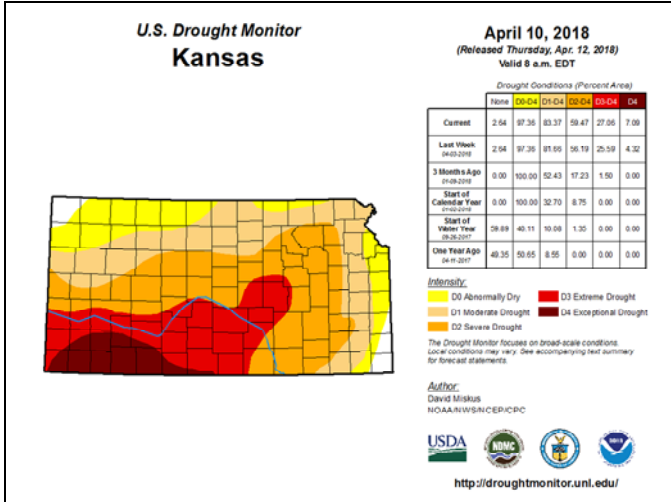 U.S. Drought Monitor
Kansas
April 10, 2018
(Released Thursday, Apr. 12, 2018)
Valid 8 a.m. EDT
Drought Conditions (Percent Area)
None D0-D4 D1-D4 D2-D4 D3-D4 D4
Current 2.64 97.36 83.37 59.47 27.06 7.09
Last Week 2.64 97.36 81.66 56.19 25.59 4.32
04-03-2018
3 Months Ago 0.00 100.00 52.43 17.23 1.50 0.00
01-09-2018
Start of
Calendar Year 0.00 100.00 32.70 8.75 0.00 0.00
01-02-2018
Start of
Water Year 59.89 40.11 10.08 1.35 0.00 0.00
09-26-2017
One Year Ago 49.35 50.65 8.55 0.00 0.00 0.00
04-11-2017
Intensity:
D0 Abnormally Dry
D1 Moderate Drought
D2 Severe Drought
D3 Extreme Drought
D4 Exceptional Drought
The Drought Monitor focuses on broad-scale conditions.
Local conditions may vary. See accompanying text summary
for forecast statements.
Author:
David Miskus
NOAA/NWS/NCEP/CPC
USDA
NDMC
http://droughtmonitor.unl.edu/